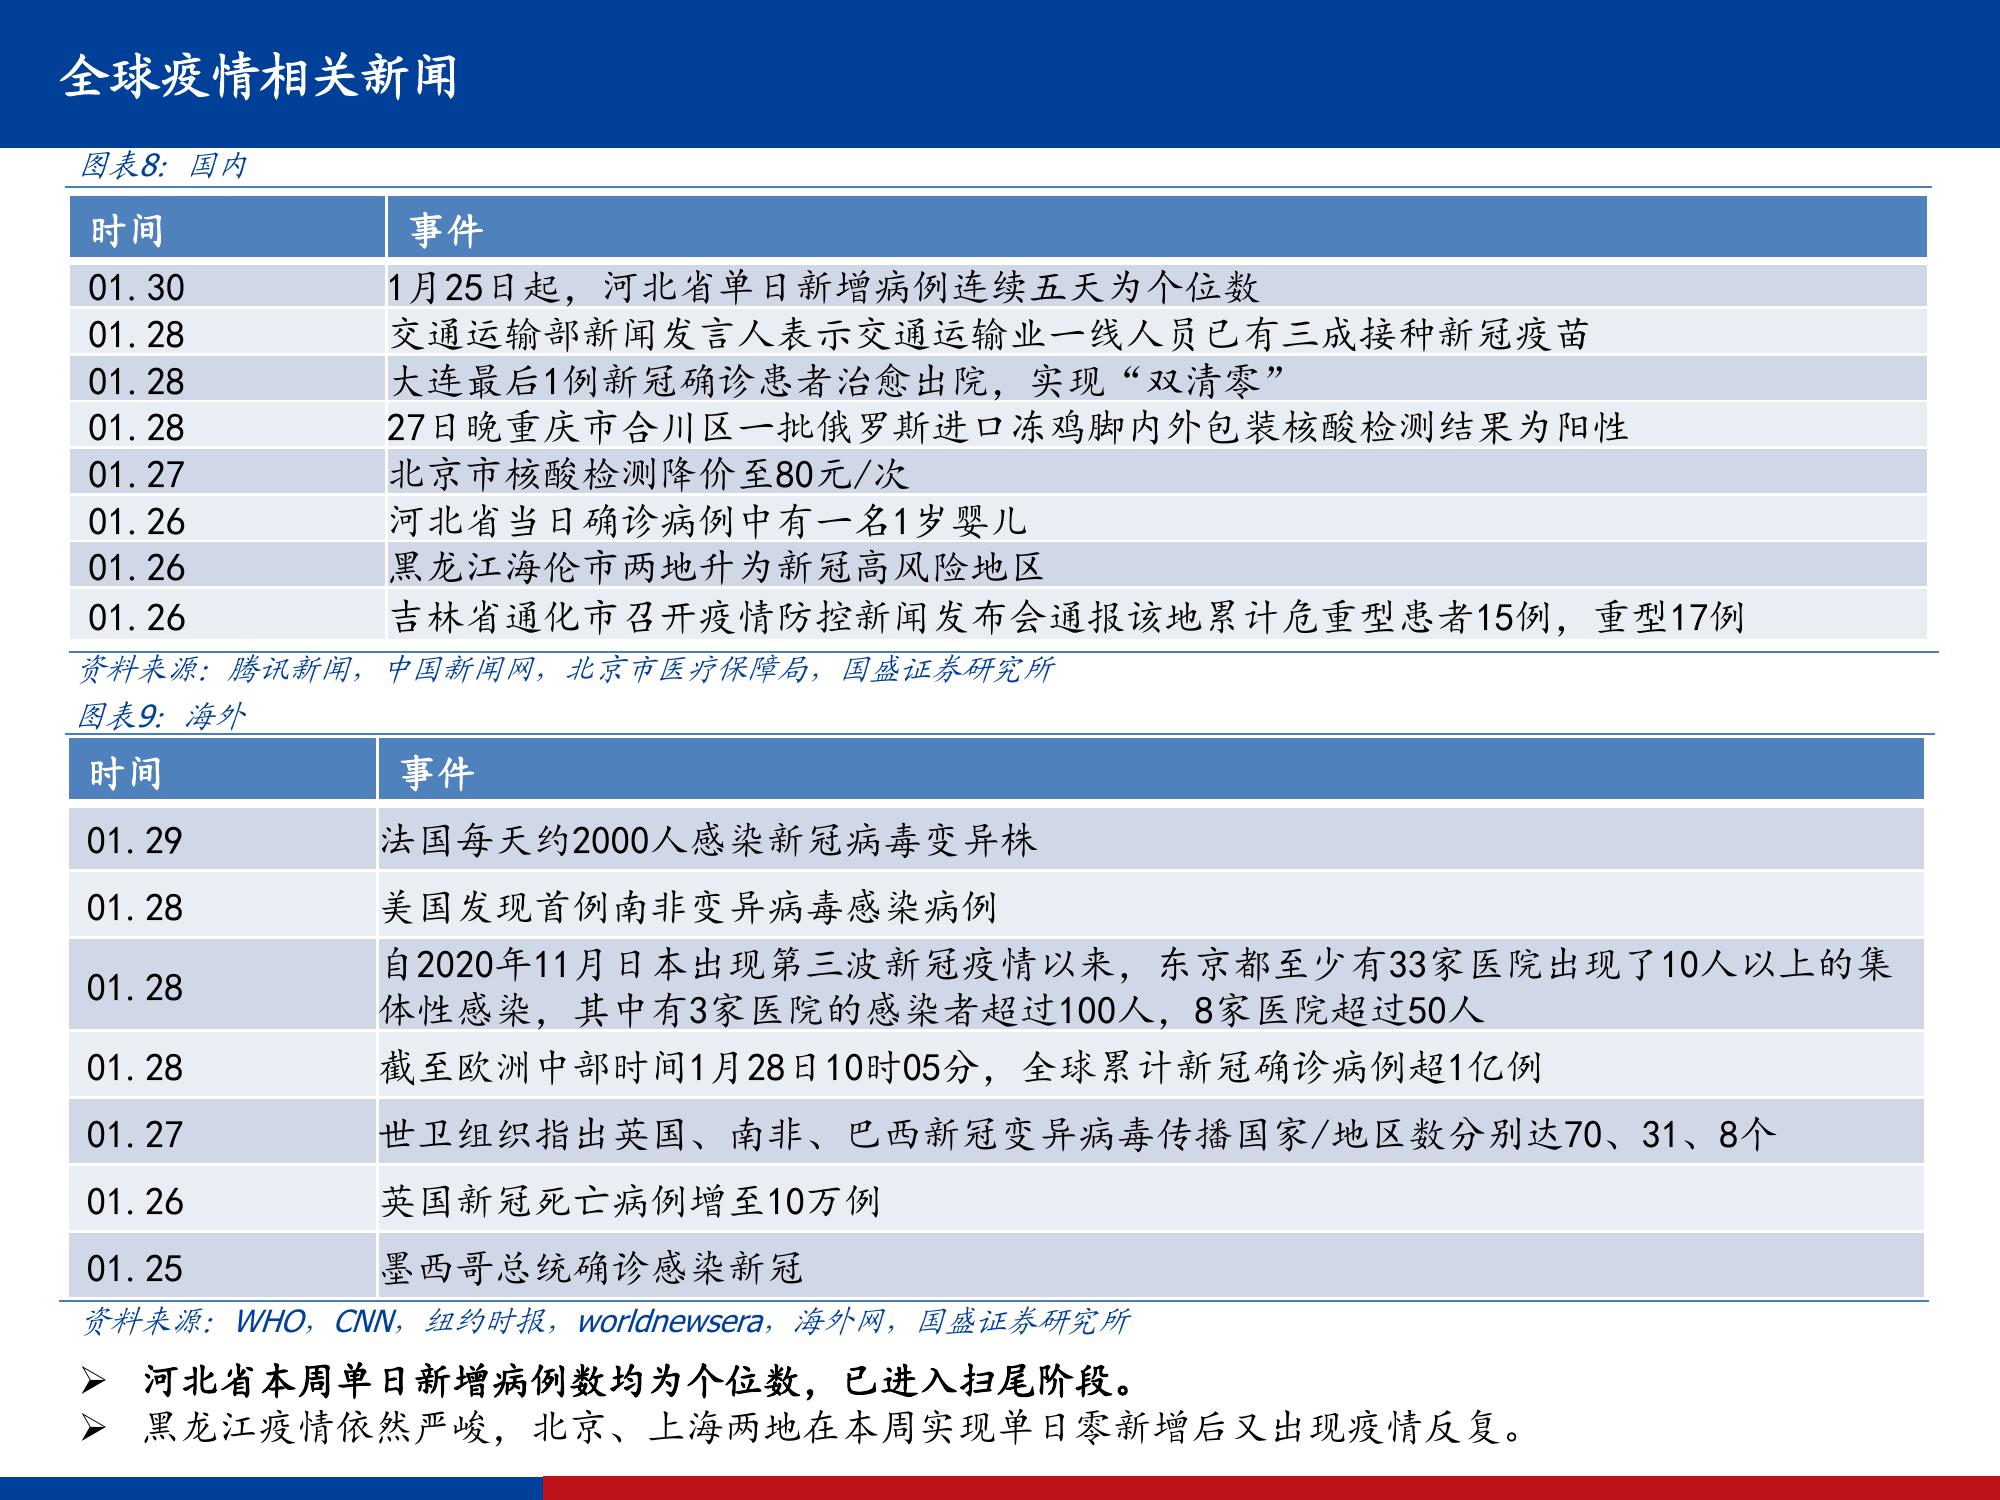 全球疫情相关新闻
图表8: 国内
时间 事件
01.30 1月25日起，河北省单日新增病例连续五天为个位数
01.28 交通运输部新闻发言人表示交通运输业一线人员已有三成接种新冠疫苗
01.28 大连最后1例新冠确诊患者治愈出院，实现“双清零”
01.28 27日晚重庆市合川区一批俄罗斯进口冻鸡脚内外包装核酸检测结果为阳性
01.27 北京市核酸检测降价至80元/次
01.26 河北省当日确诊病例中有一名1岁婴儿
01.26 黑龙江海伦市两地升为新冠高风险地区
01.26 吉林省通化市召开疫情防控新闻发布会通报该地累计危重型患者15例，重型17例
资料来源：腾讯新闻，中国新闻网，北京市医疗保障局，国盛证券研究所
图表9: 海外
时间 事件
01.29 法国每天约2000人感染新冠病毒变异株
01.28 美国发现首例南非变异病毒感染病例
01.28 自2020年11月日本出现第三波新冠疫情以来，东京都至少有33家医院出现了10人以上的集
体性感染，其中有3家医院的感染者超过100人，8家医院超过50人
01.28 截至欧洲中部时间1月28日10时05分，全球累计新冠确诊病例超1亿例
01.27 世卫组织指出英国、南非、巴西新冠变异病毒传播国家/地区数分别达70、31、8个
01.26 英国新冠死亡病例增至10万例
01.25 墨西哥总统确诊感染新冠
资料来源：WHO，CNN，纽约时报，worldnewsera，海外网，国盛证券研究所
➢ 河北省本周单日新增病例数均为个位数，已进入扫尾阶段。
➢ 黑龙江疫情依然严峻，北京、上海两地在本周实现单日零新增后又出现疫情反复。